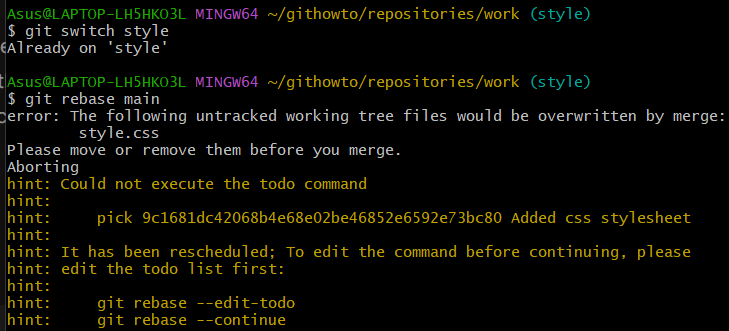 Asus@LAPTOP-LH5HKO3L MINGW64 ~/githowto/repositories/work (style)
$ git switch style
Already on 'style'
Asus@LAPTOP-LH5HKO3L MINGW64 ~/githowto/repositories/work (style)
$ git rebase main
error: The following untracked working tree files would be overwritten by merge:
        style.css
Please move or remove them before you merge.
Aborting
hint: Could not execute the todo command
hint:
hint:     pick 9c1681dc42068b4e68e02be46852e6592e73bc80 Added css stylesheet
hint:
hint: It has been rescheduled; To edit the command before continuing, please
hint: edit the todo list first:
hint:
hint:     git rebase --edit-todo
hint:     git rebase --continue